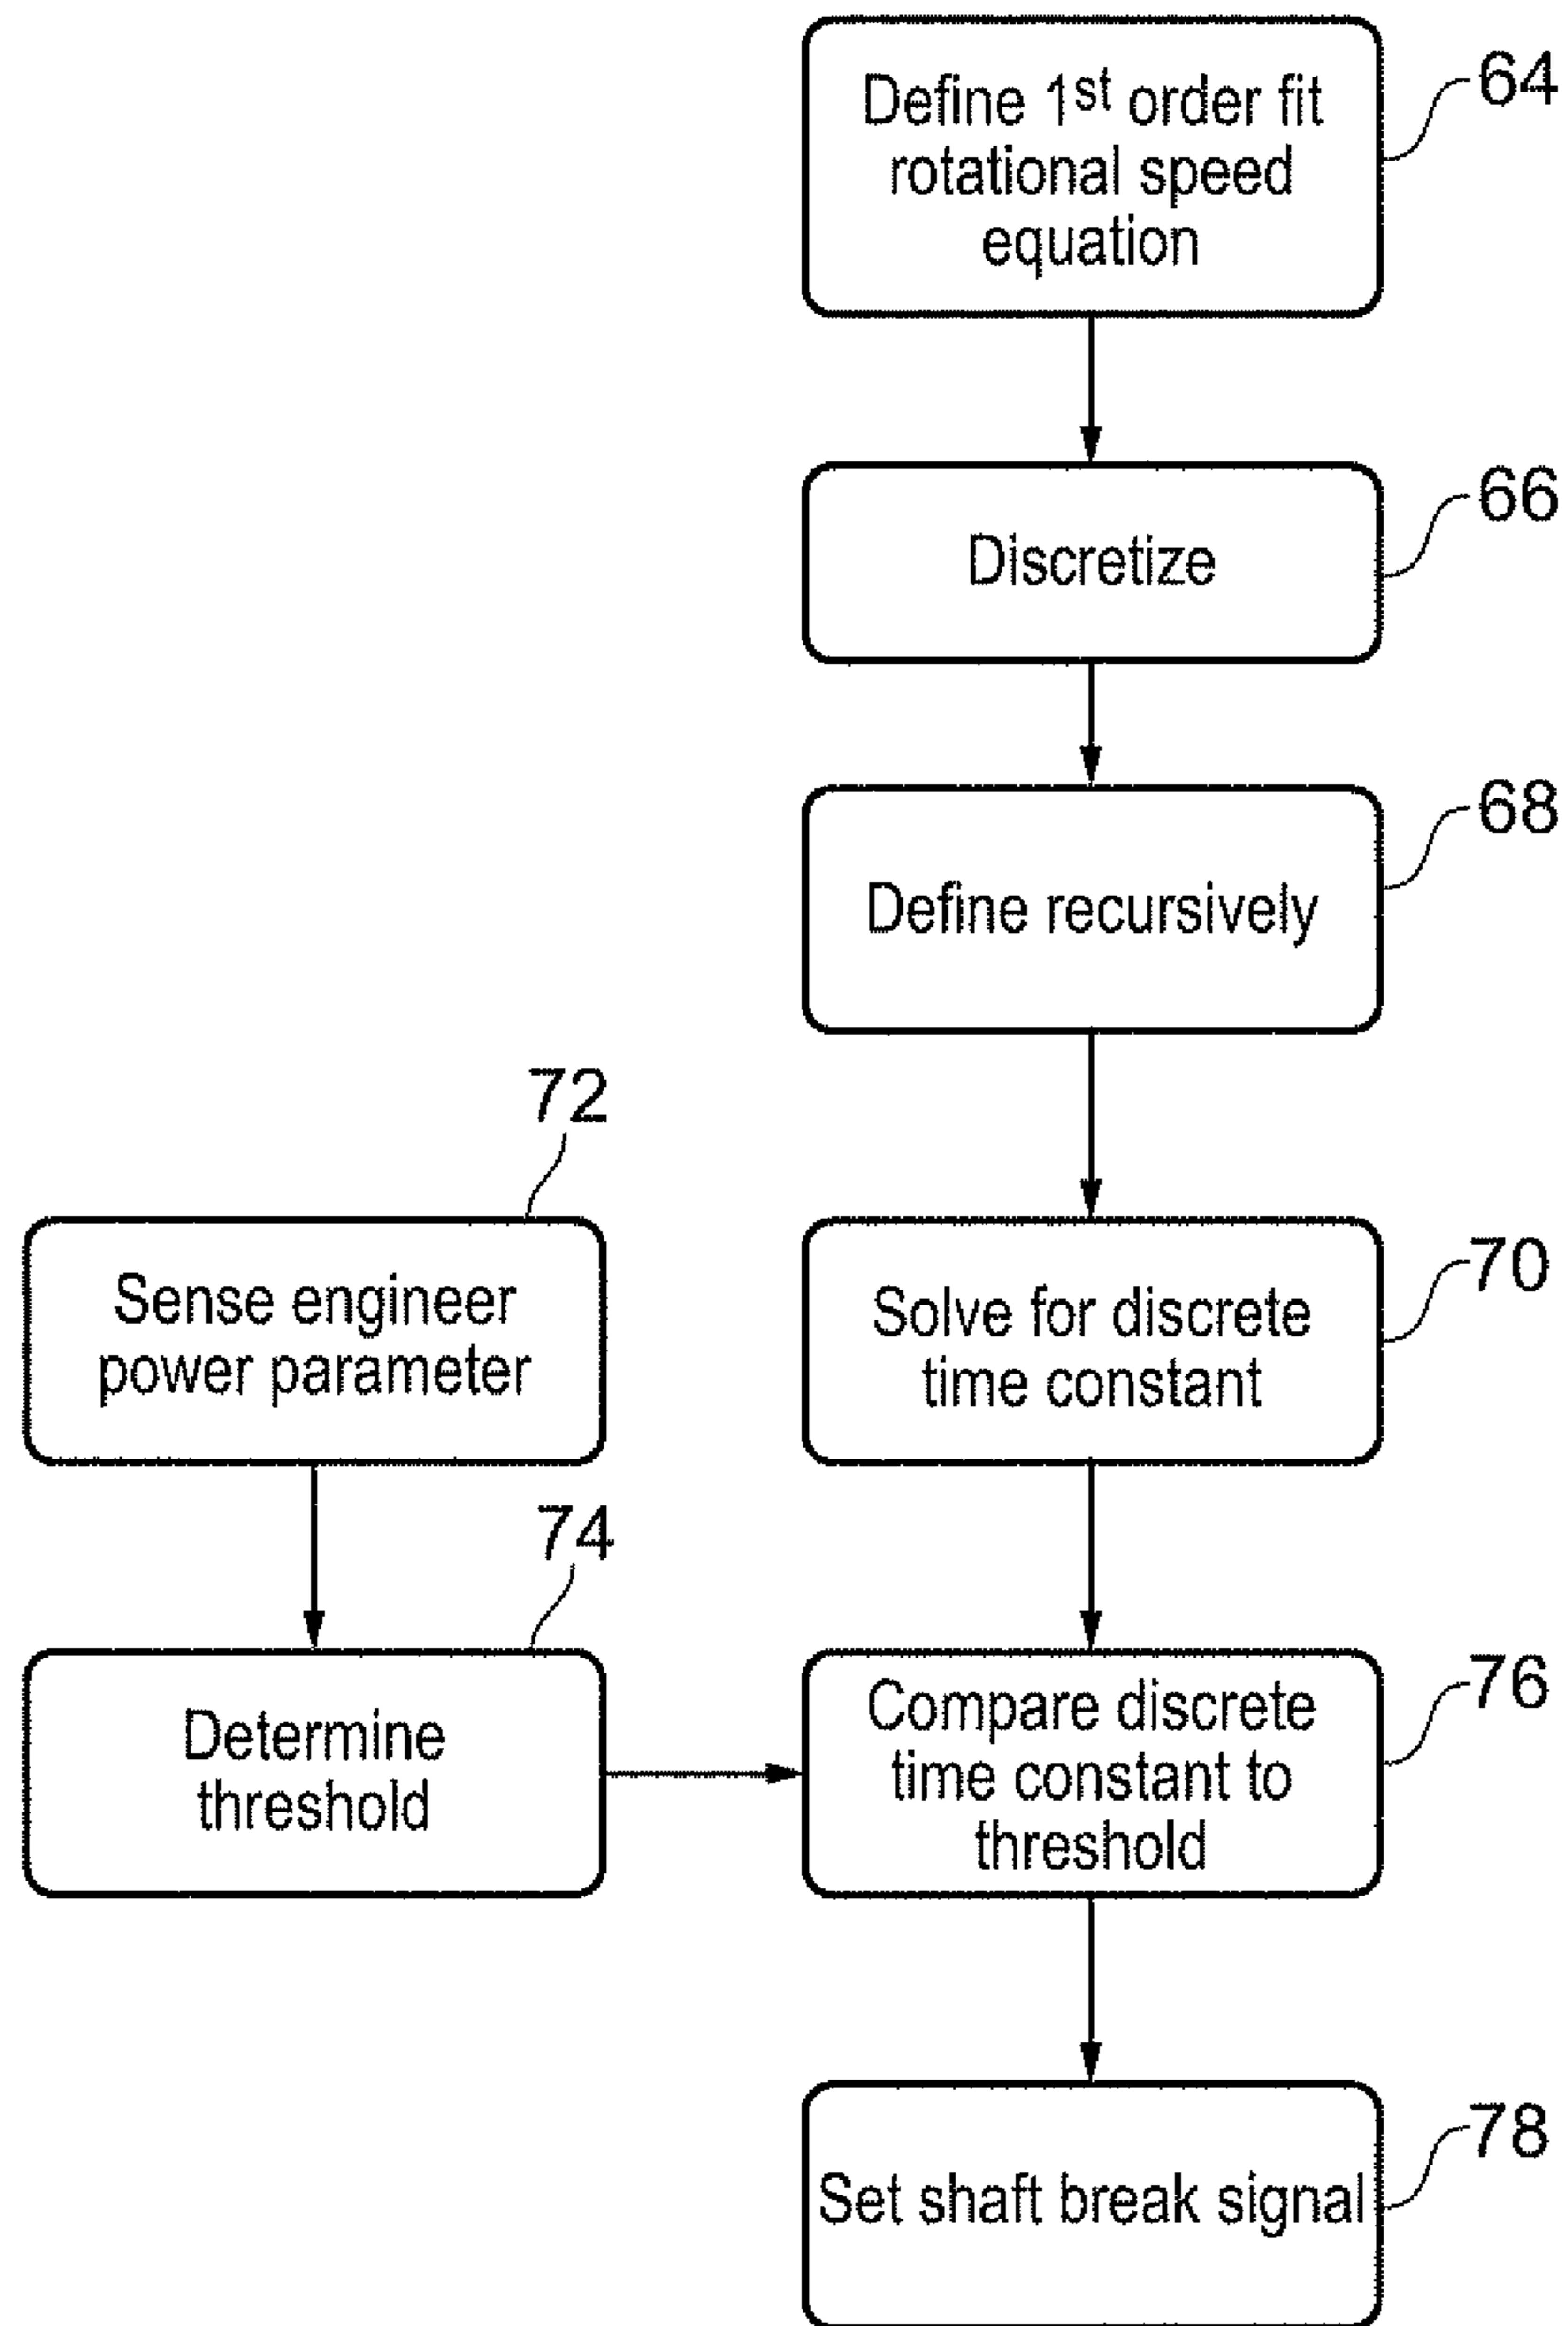 Define 1st order fit
rotational speed
equation
64
Discretize
66
Define recursively
68
72
Sense engineer
power parameter
Solve for discrete
time constant
70
74
Determine
threshold
Compare discrete
time constant to
threshold
76
Set shaft break signal
78